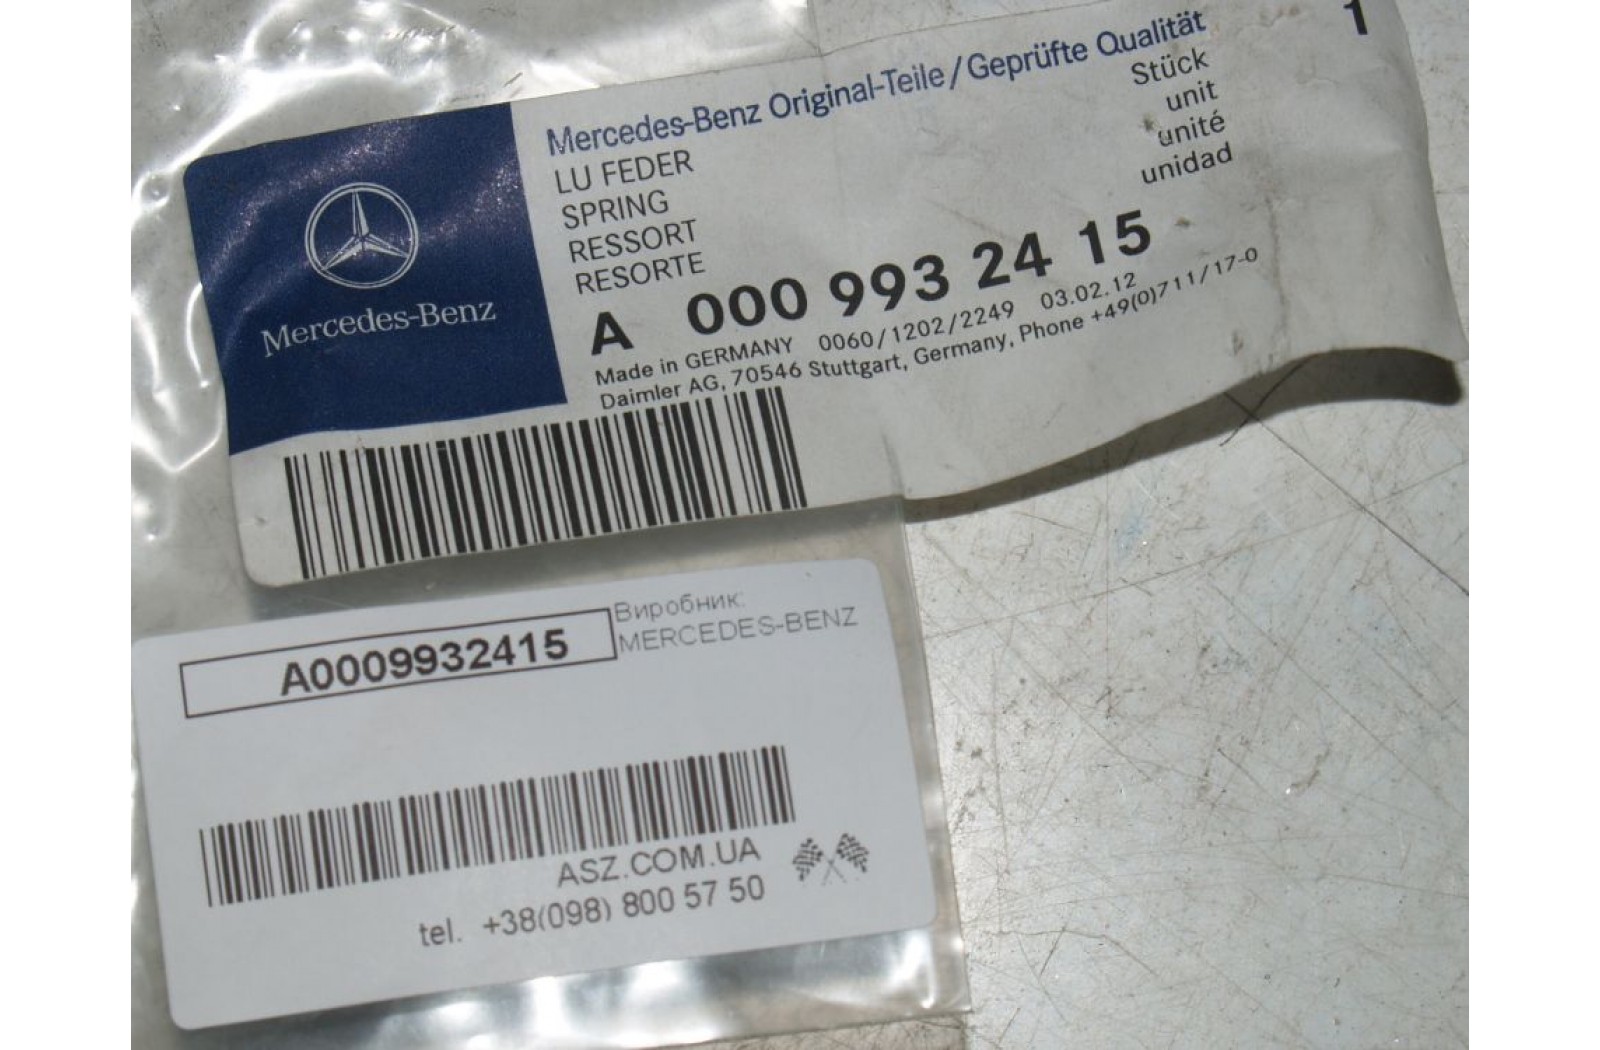 Mercedes-Benz
Mercedes-Benz Original-Teile/Geprüfte Qualität
LU FEDER
SPRING
RESSORT
RESORTE
1
Stück
unit
unité
unidad
A 000 993 24 15
Made in GERMANY 0060/1202/2249 03.02.12
Daimler AG, 70546 Stuttgart, Germany, Phone +49(0)711/17-0
A0009932415
Виробник:
MERCEDES-BENZ
ASZ.COM.UA
tel. +38(098) 800 57 50